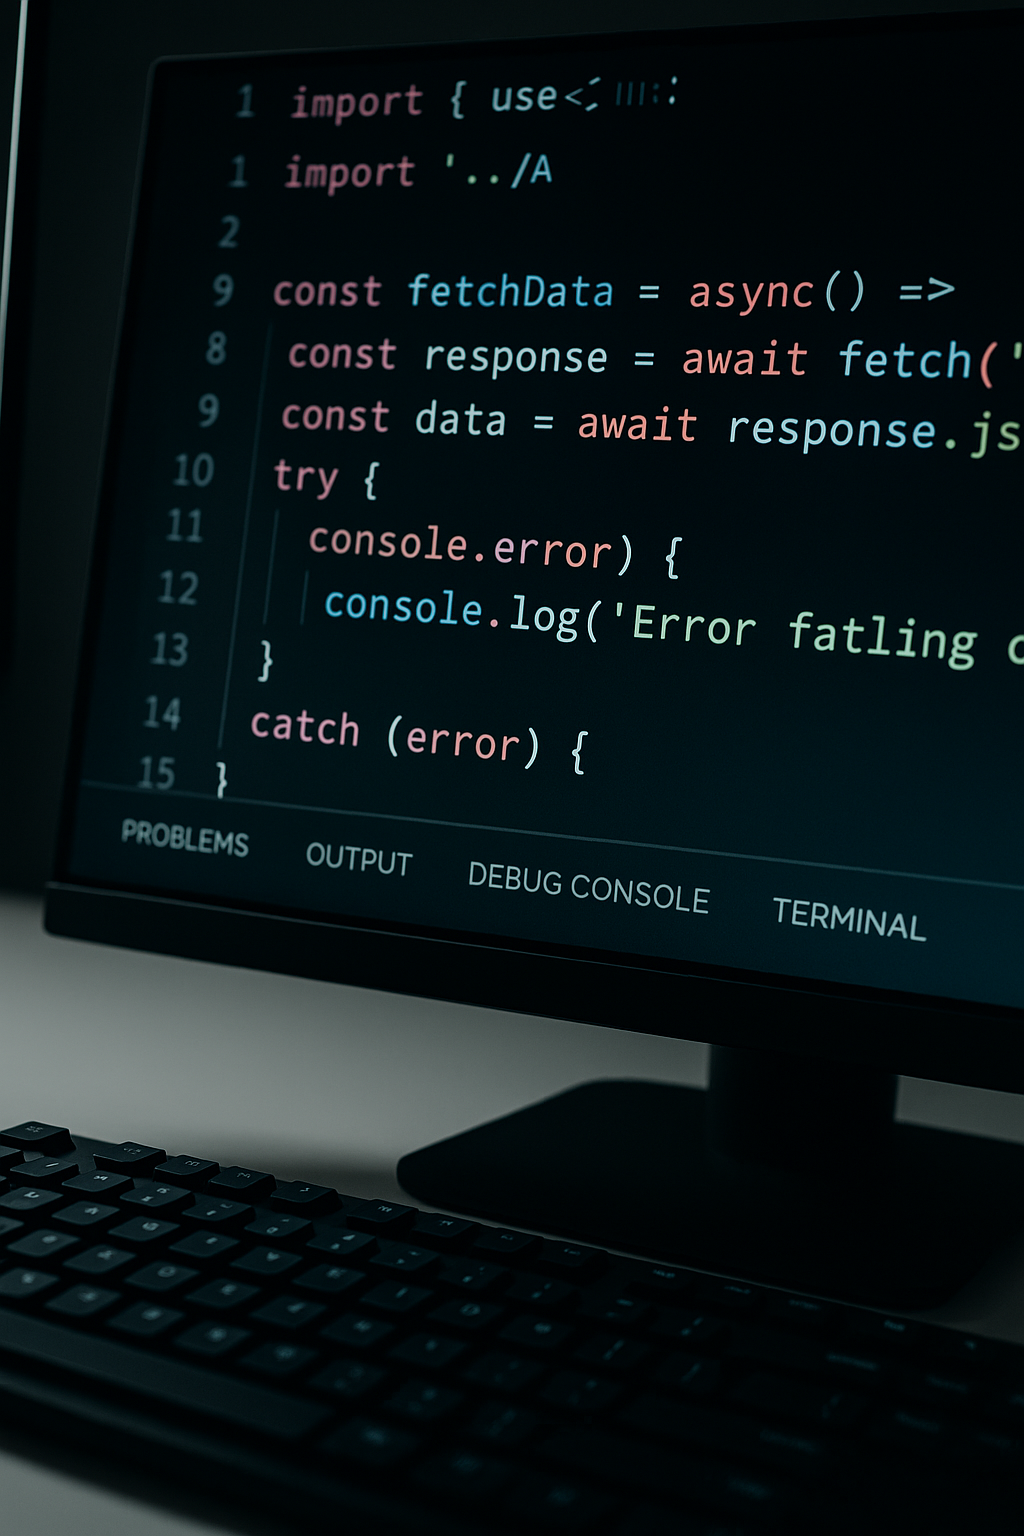 1 import { use
1 import '../A
2
9 const fetchData = async() =>
8 const response = await fetch('
9 const data = await response.js
10 try {
11 console.error) {
12 console.log('Error fatling
13 }
14 catch (error) {
15 }
PROBLEMS OUTPUT DEBUG CONSOLE TERMINAL